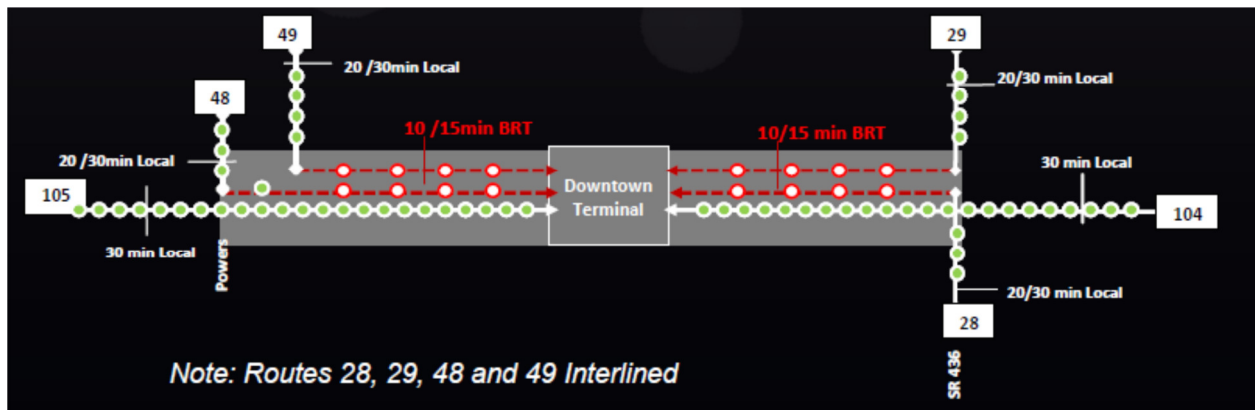 49
29
20 /30min Local
20/30 min Local
48
10 /15min BRT
10/15 min BRT
20 /30min Local
30 min Local
105
Downtown
Terminal
104
30 min Local
Powers
20/30 min Local
28
SR 436
Note: Routes 28, 29, 48 and 49 Interlined